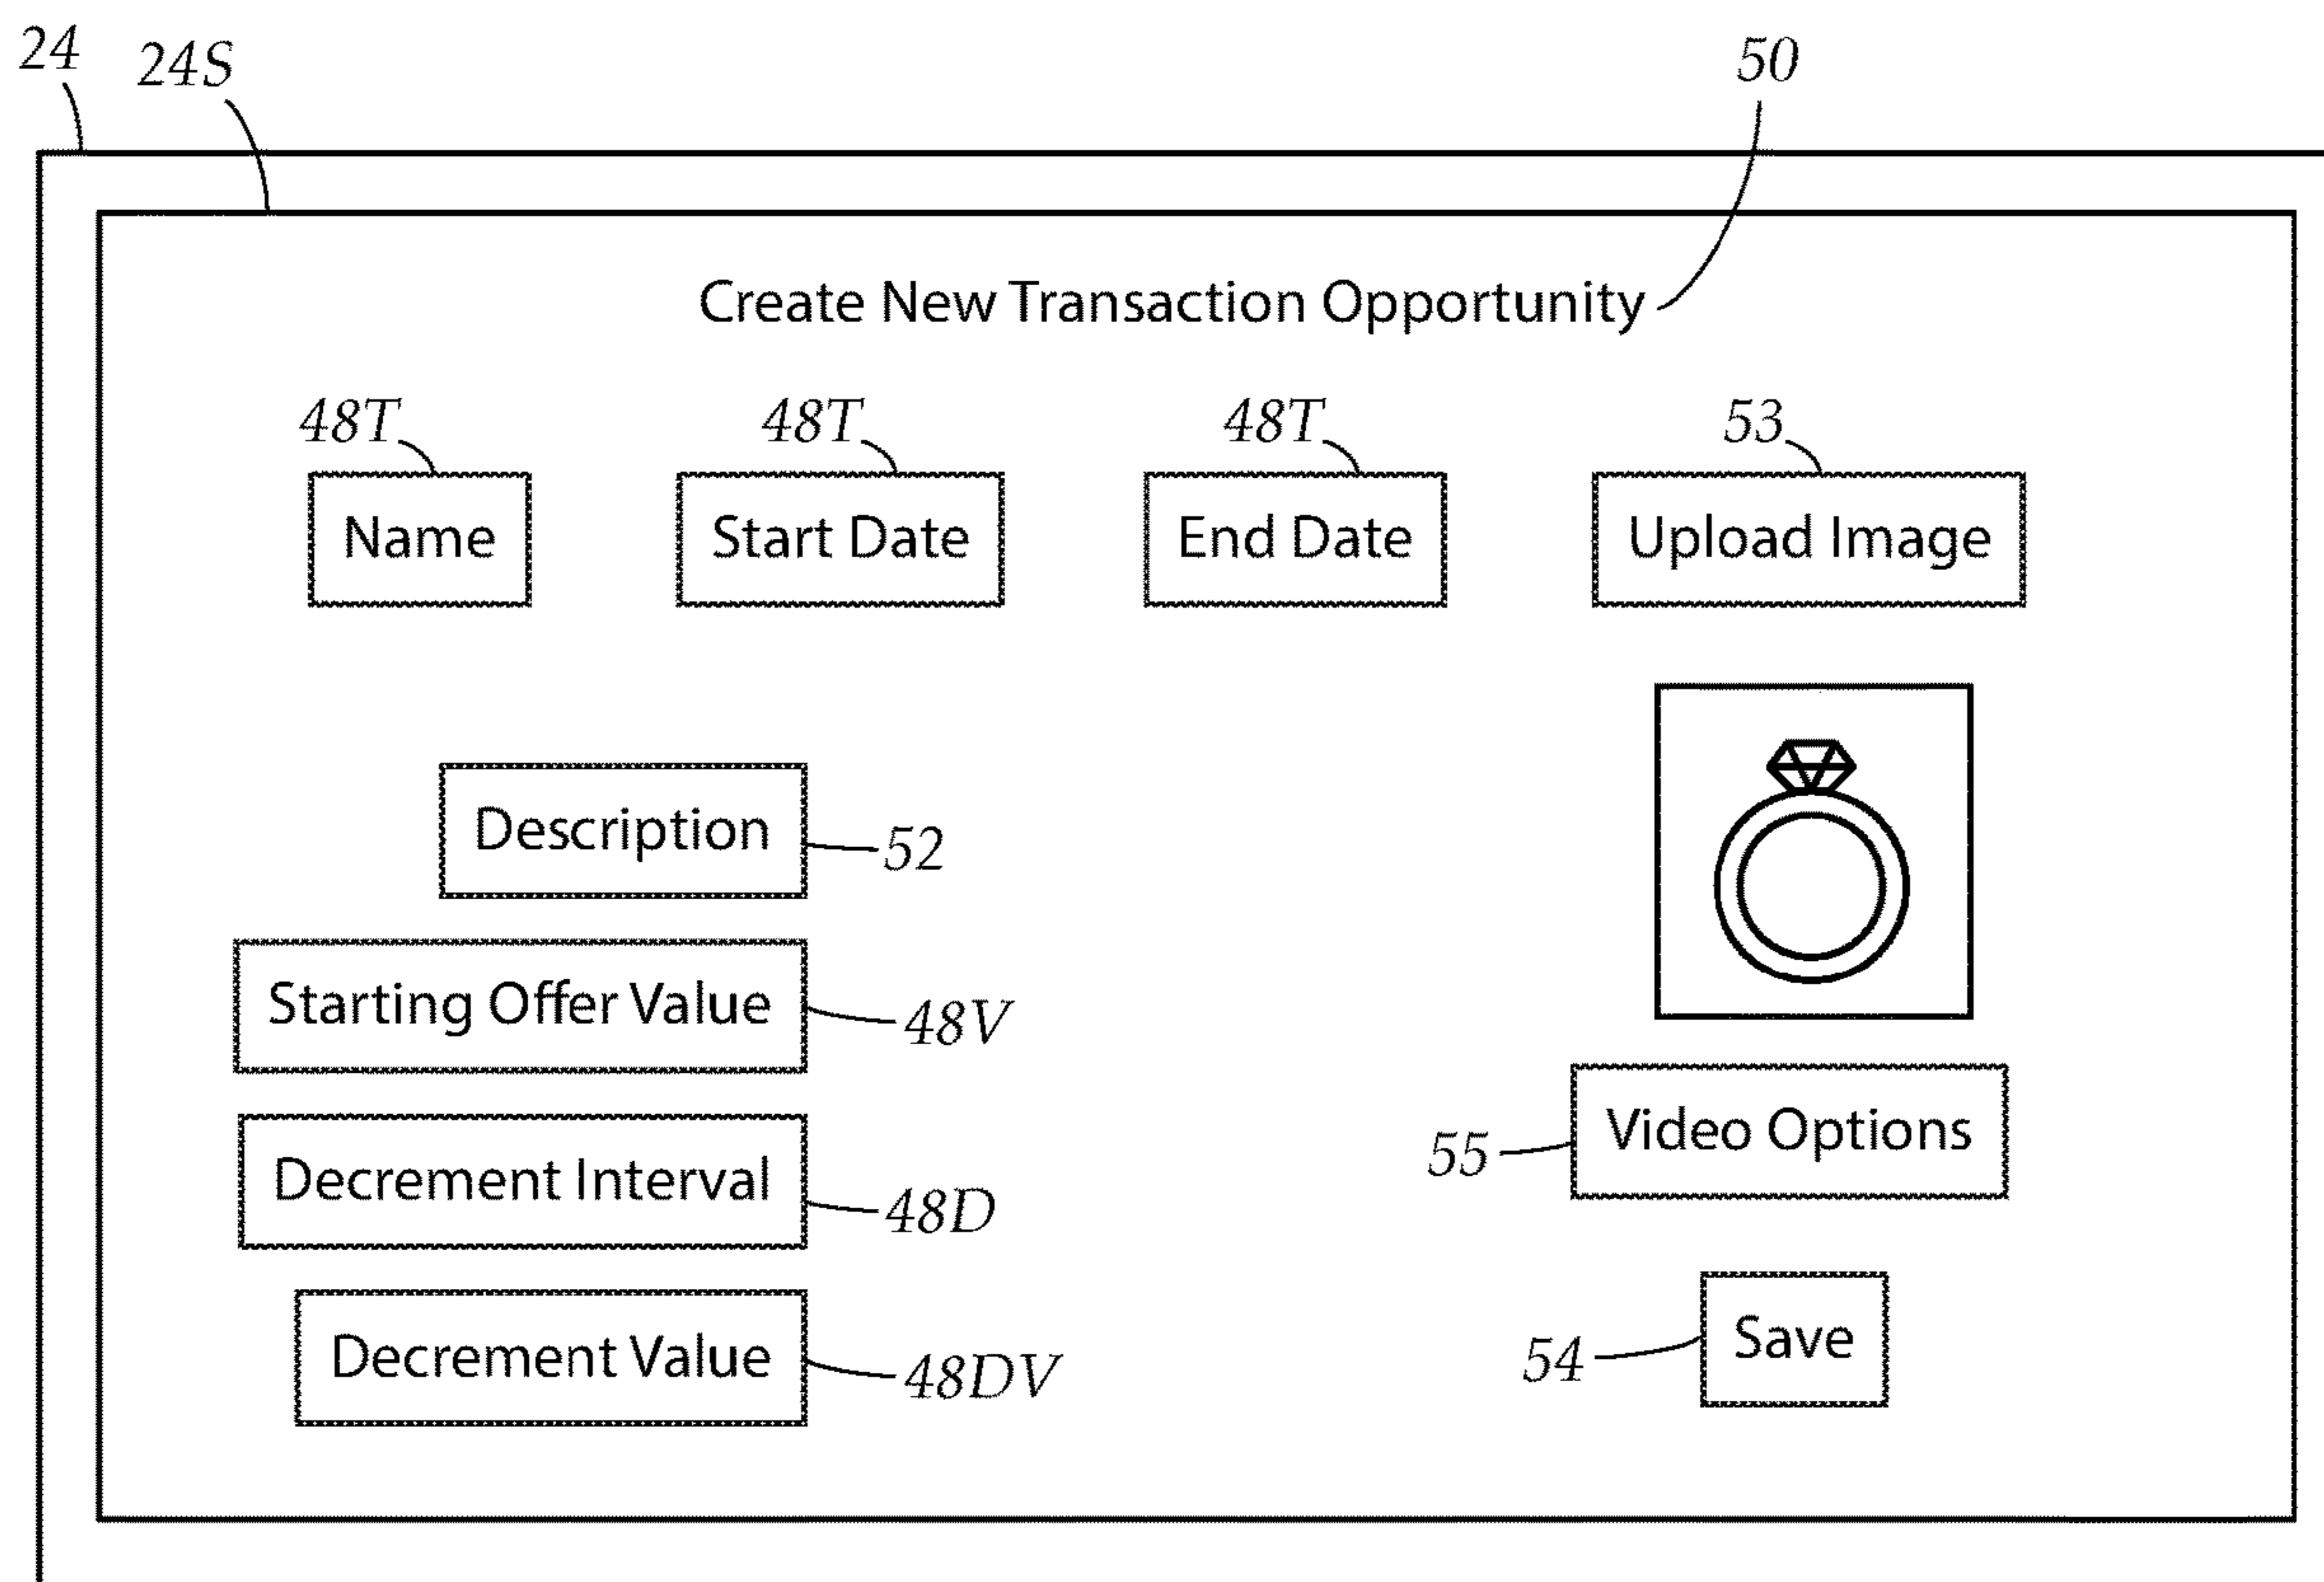 24
24S
50
Create New Transaction Opportunity
48T 48T 48T 53
Name Start Date End Date Upload Image
Description
52
Starting Offer Value
48V
Decrement Interval
48D
Decrement Value
48DV
Video Options
55
Save
54